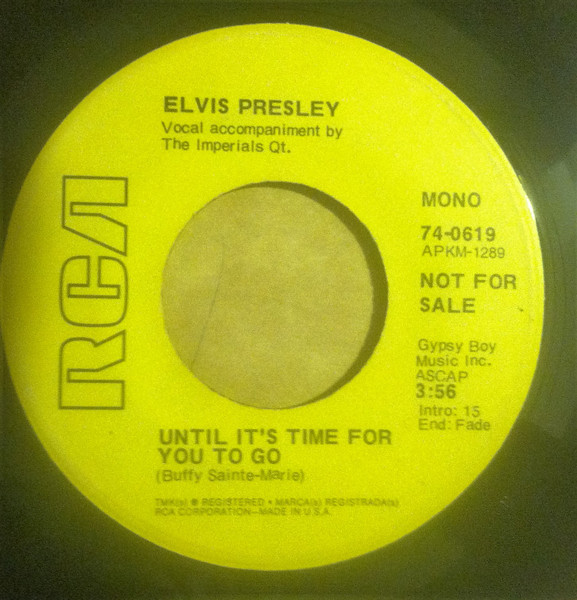 ELVIS PRESLEY
Vocal accompaniment by
The Imperials Qt.
RCA
MONO
74-0619
APKM-1289
NOT FOR
SALE
Gypsy Boy
Music Inc.
ASCAP
3:56
Intro: 15
End: Fade
UNTIL IT'S TIME FOR
YOU TO GO
(Buffy Sainte-Marie)
TMK(s) ® REGISTERED • MARCA(s) REGISTRADA(s)
RCA CORPORATION—MADE IN U.S.A.